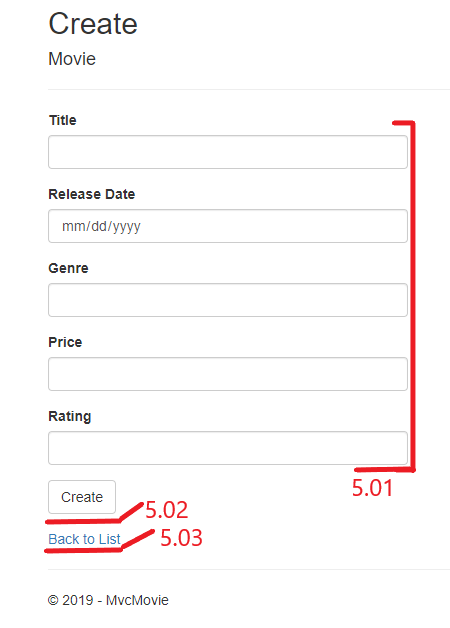 Create
Movie
Title
Release Date
mm/dd/yyyy
Genre
Price
Rating
5.01
Create
5.02
Back to List
5.03
© 2019 - MvcMovie